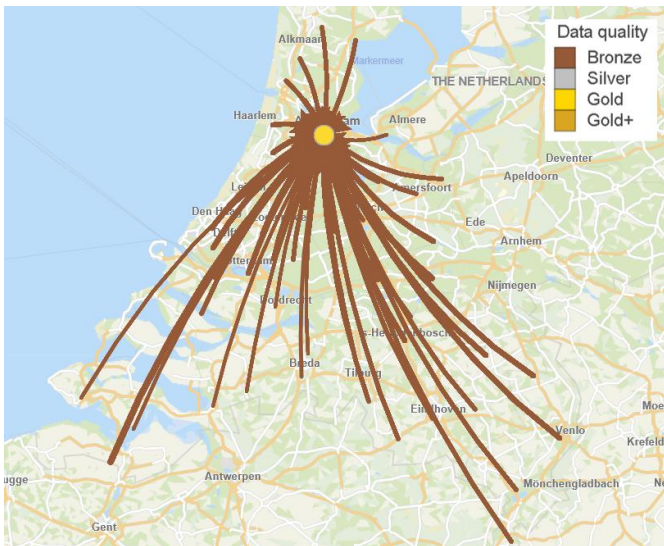 Data quality
Bronze
Silver
Gold
Gold+
Alkmaar
Markermeer
THE NETHERLANDS
Haarlem
Almere
Deventer
Apeldoorn
Amersfoort
Den Haag
Ede
Arnhem
Nijmegen
Dordrecht
Breda
Tilburg
Eindhoven
Venlo
Krefeld
Antwerpen
Mönchengladbach
Gent